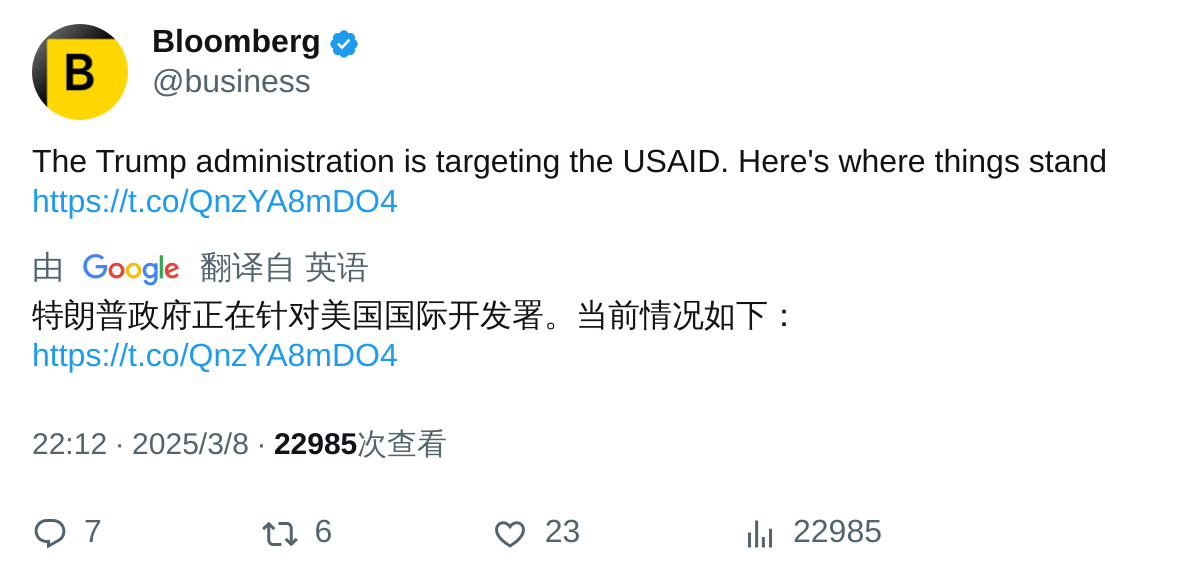 B
Bloomberg
@business
The Trump administration is targeting the USAID. Here's where things stand
https://t.co/QnzYA8mDO4
由 Google 翻译自 英语
特朗普政府正在针对美国国际开发署。当前情况如下：
https://t.co/QnzYA8mDO4
22:12 · 2025/3/8 · 22985次查看
7 6 23 22985